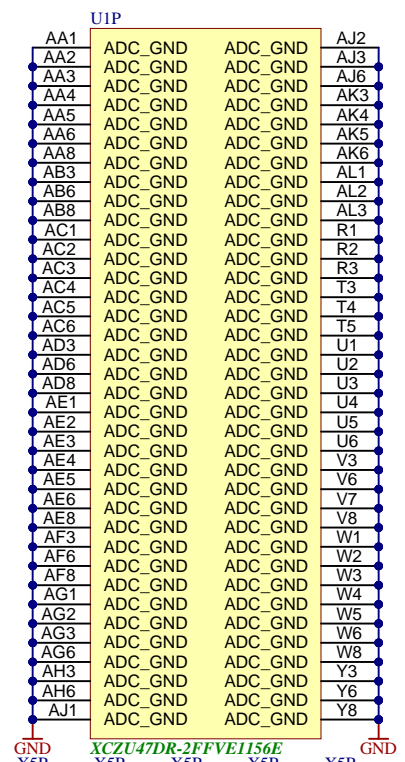 U1P
AA1 ADC_GND ADC_GND AJ2
AA2 ADC_GND ADC_GND AJ3
AA3 ADC_GND ADC_GND AJ6
AA4 ADC_GND ADC_GND AK3
AA5 ADC_GND ADC_GND AK4
AA6 ADC_GND ADC_GND AK5
AA8 ADC_GND ADC_GND AK6
AB3 ADC_GND ADC_GND AL1
AB6 ADC_GND ADC_GND AL2
AB8 ADC_GND ADC_GND AL3
AC1 ADC_GND ADC_GND R1
AC2 ADC_GND ADC_GND R2
AC3 ADC_GND ADC_GND R3
AC4 ADC_GND ADC_GND T3
AC5 ADC_GND ADC_GND T4
AC6 ADC_GND ADC_GND T5
AD3 ADC_GND ADC_GND U1
AD6 ADC_GND ADC_GND U2
AD8 ADC_GND ADC_GND U3
AE1 ADC_GND ADC_GND U4
AE2 ADC_GND ADC_GND U5
AE3 ADC_GND ADC_GND U6
AE4 ADC_GND ADC_GND V3
AE5 ADC_GND ADC_GND V6
AE6 ADC_GND ADC_GND V7
AE8 ADC_GND ADC_GND V8
AF3 ADC_GND ADC_GND W1
AF6 ADC_GND ADC_GND W2
AF8 ADC_GND ADC_GND W3
AG1 ADC_GND ADC_GND W4
AG2 ADC_GND ADC_GND W5
AG3 ADC_GND ADC_GND W6
AG6 ADC_GND ADC_GND W8
AH3 ADC_GND ADC_GND Y3
AH6 ADC_GND ADC_GND Y6
AJ1 ADC_GND ADC_GND Y8
GND XCZU47DR-2FFVE1156E GND